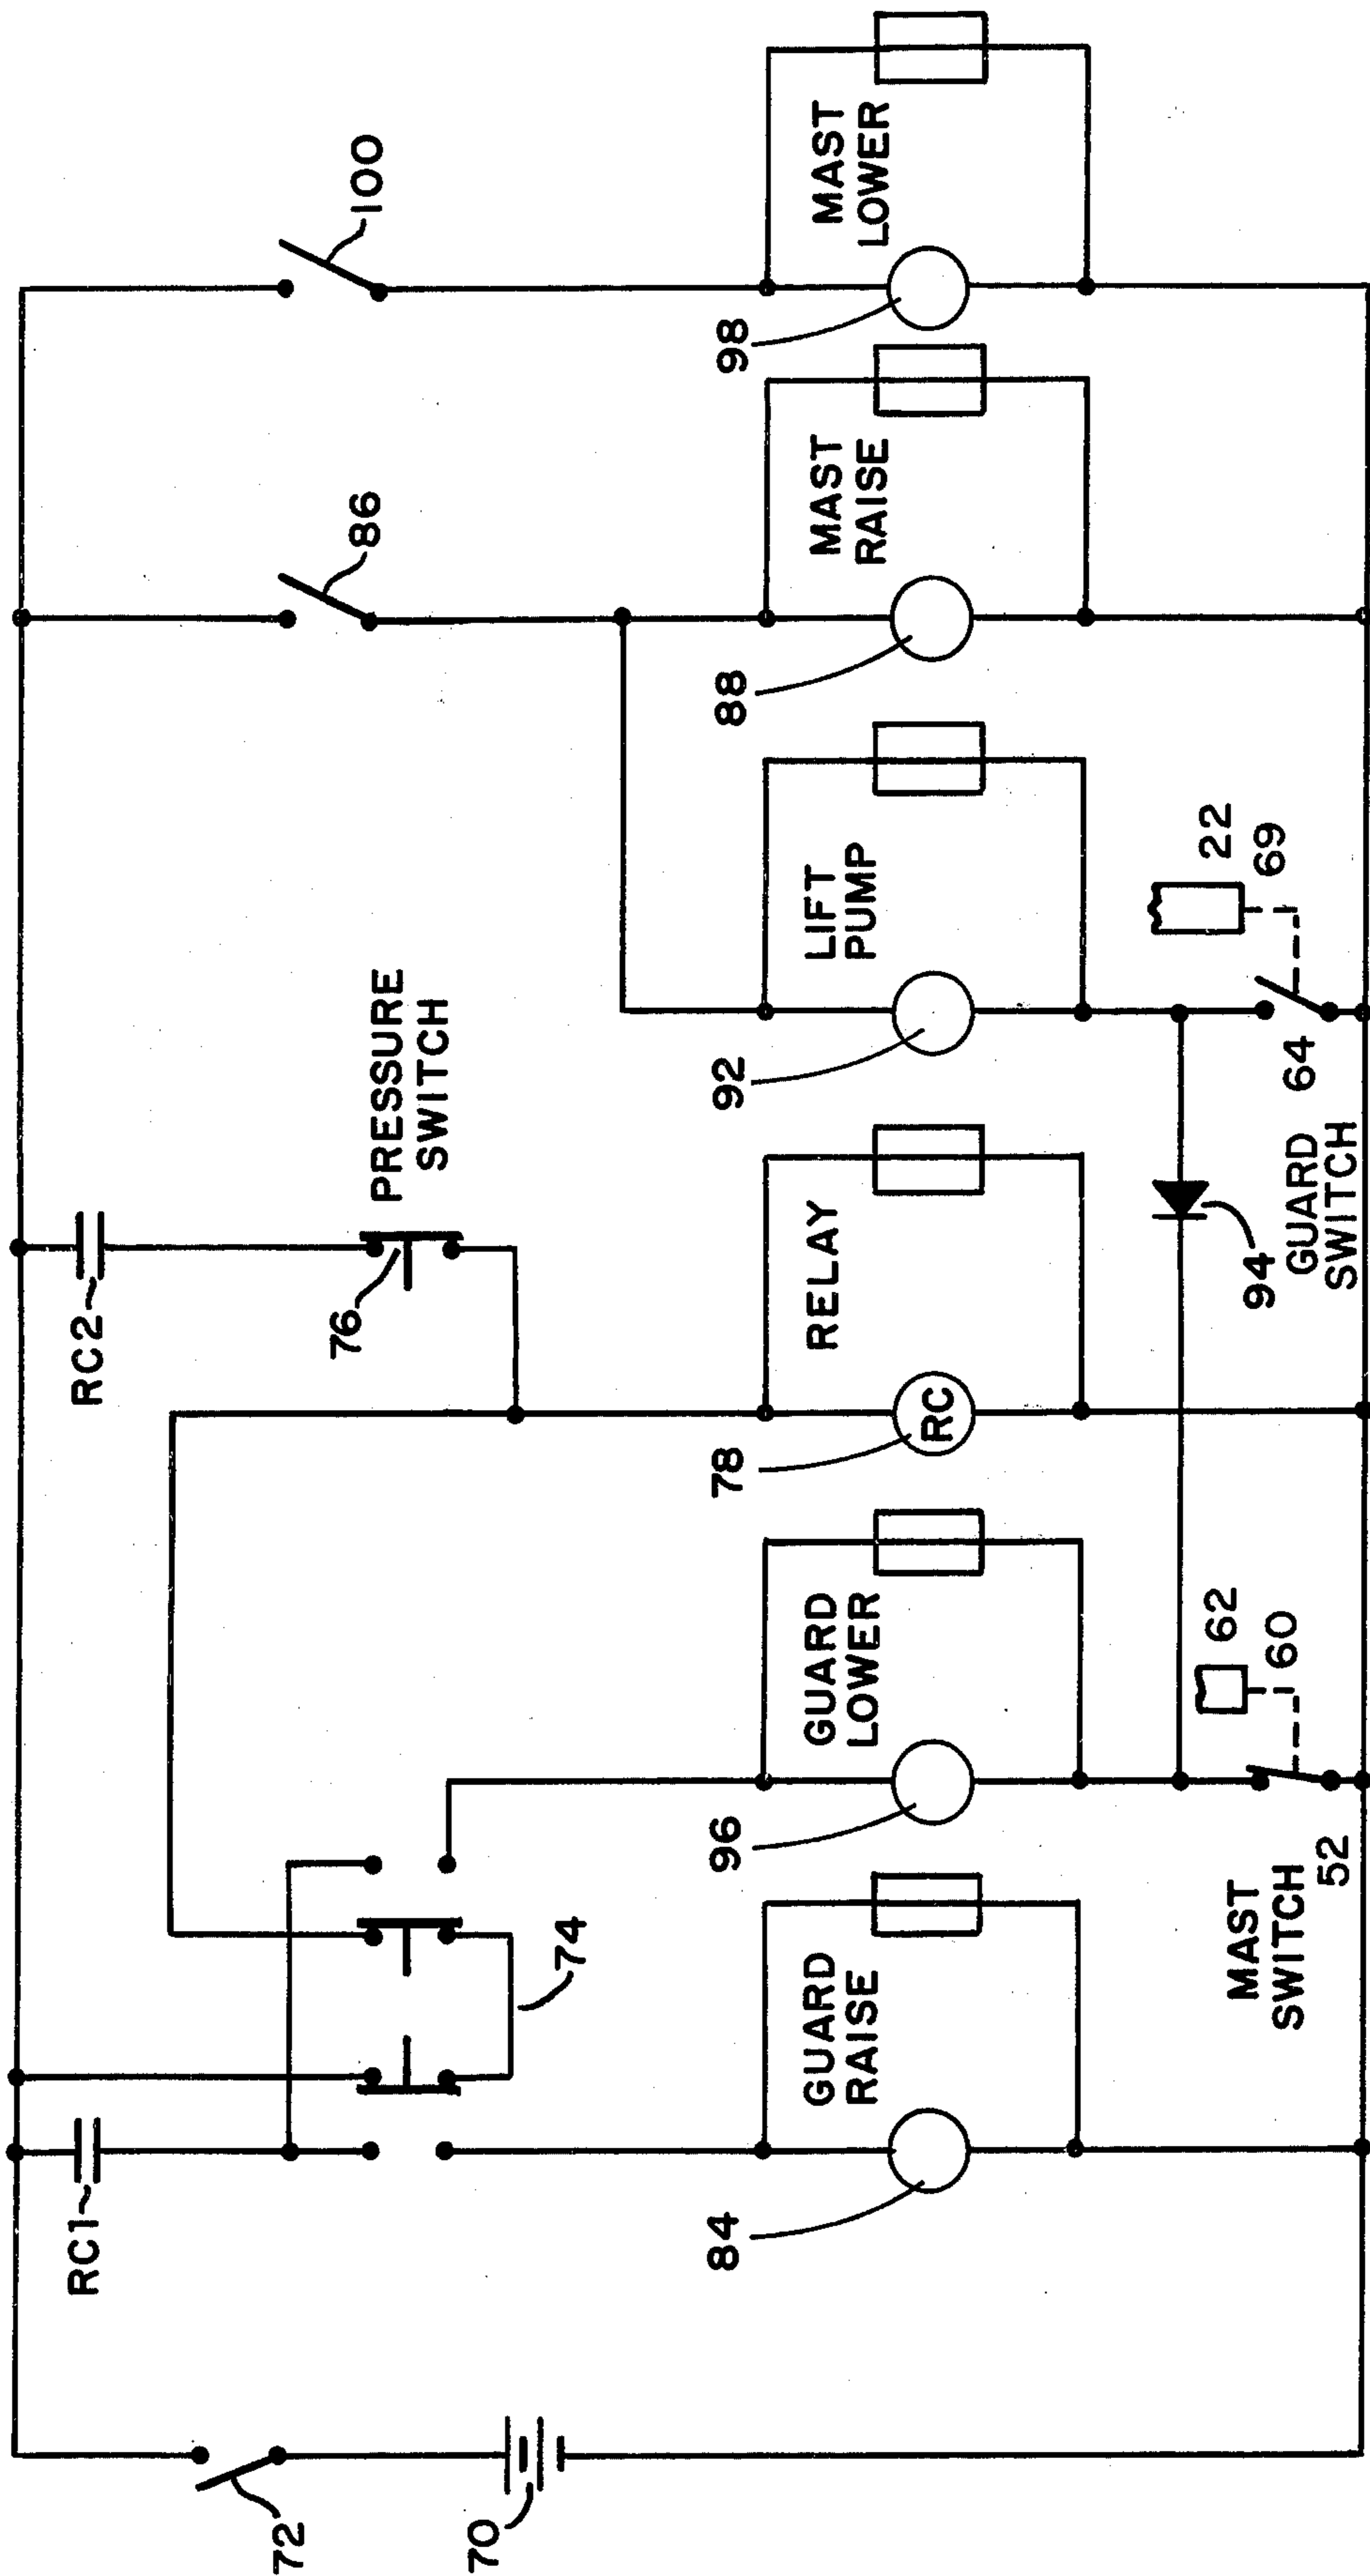 RC1
RC2
100
86
PRESSURE
SWITCH
76
72
70
74
84
GUARD
RAISE
96
GUARD
LOWER
78
RC
RELAY
92
LIFT
PUMP
88
MAST
RAISE
98
MAST
LOWER
MAST
SWITCH
52
62
60
94
GUARD
SWITCH
64
22
69